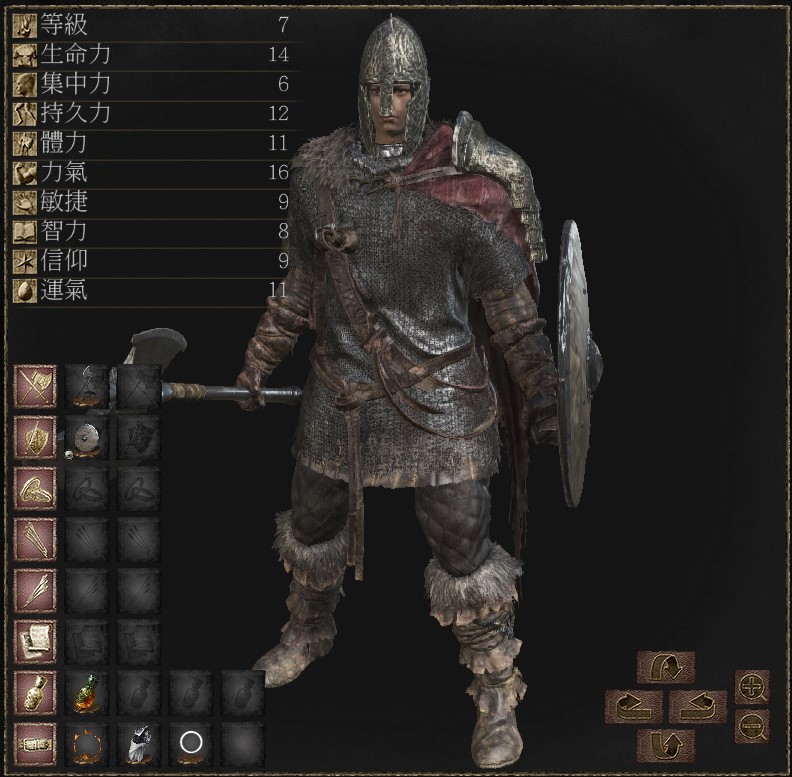 等級 7
生命力 14
集中力 6
持久力 12
體力 11
力氣 16
敏捷 9
智力 8
信仰 9
運氣 11